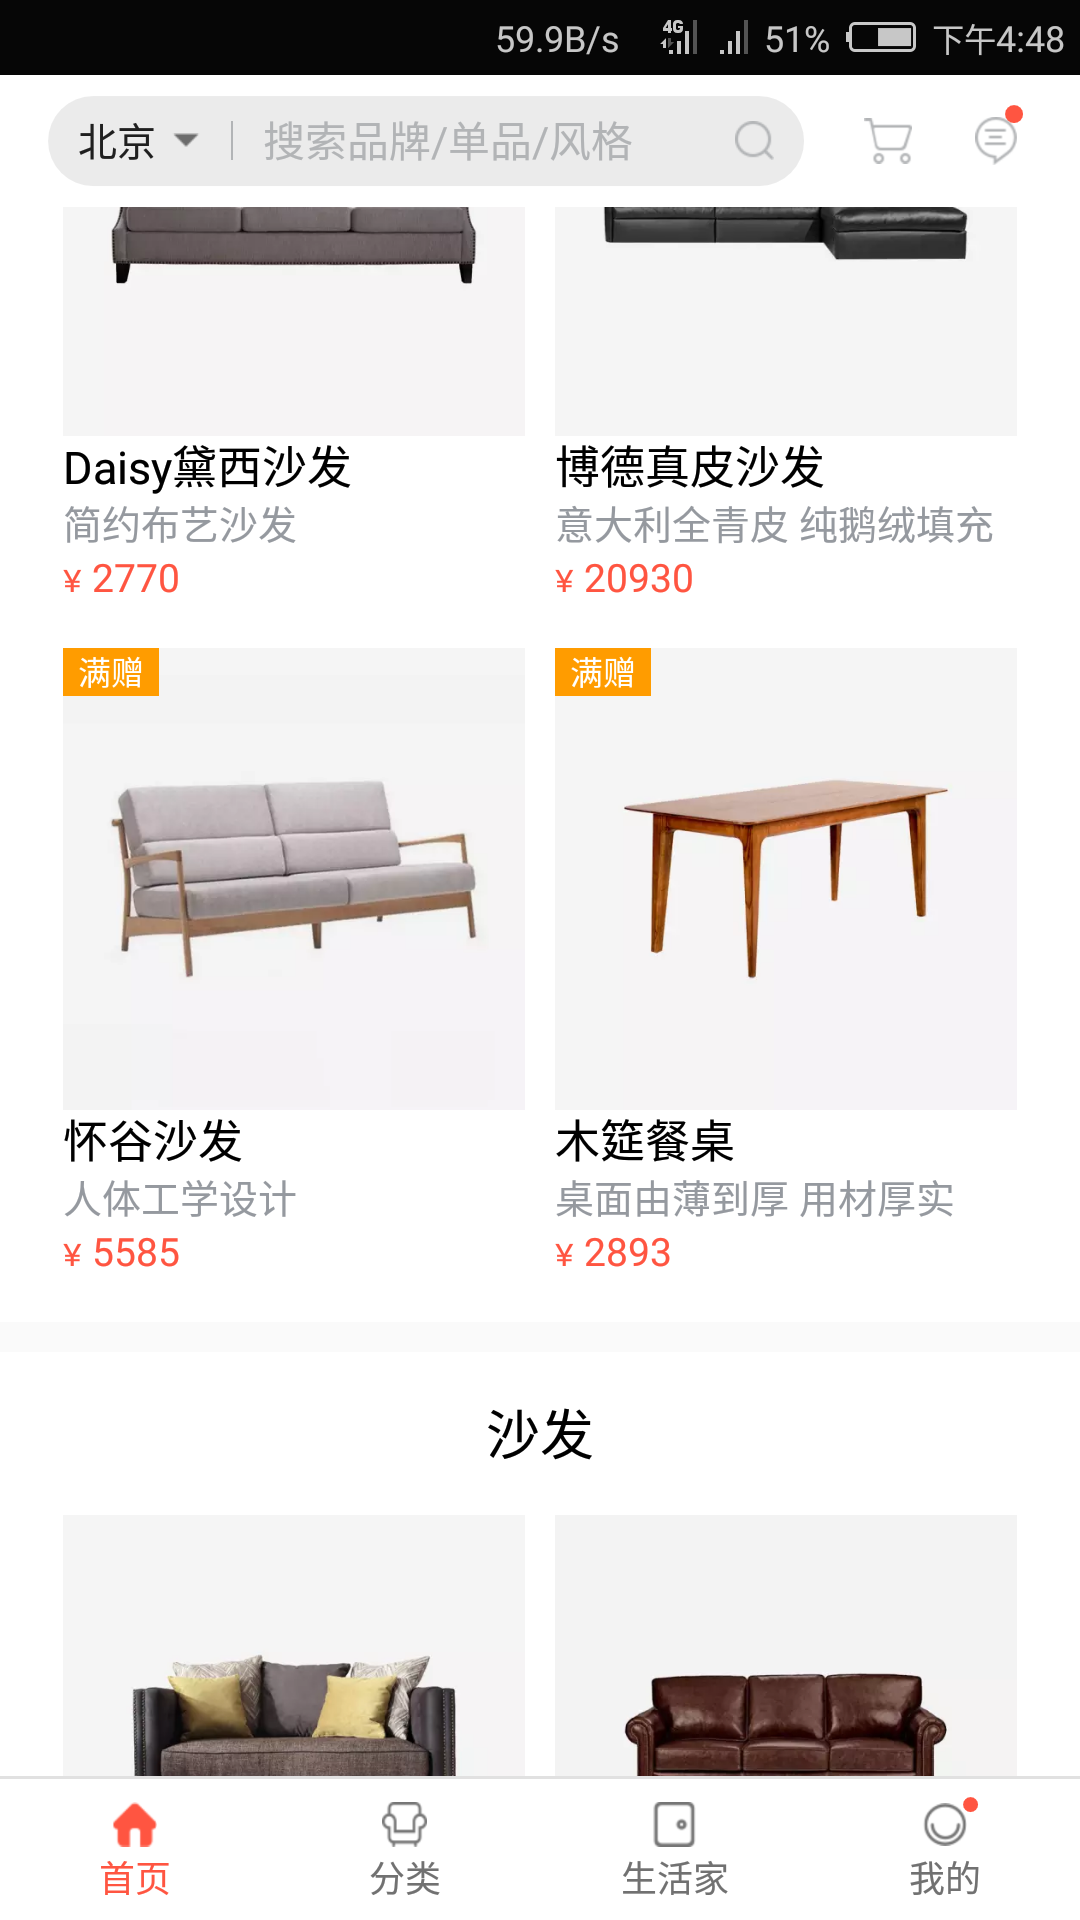 59.9B/s 4G 51% 下午4:48
北京 搜索品牌/单品/风格
Daisy黛西沙发 博德真皮沙发
简约布艺沙发 意大利全青皮 纯鹅绒填充
¥ 2770 ¥ 20930
满赠 满赠
怀谷沙发 木筵餐桌
人体工学设计 桌面由薄到厚 用材厚实
¥ 5585 ¥ 2893
沙发
首页 分类 生活家 我的